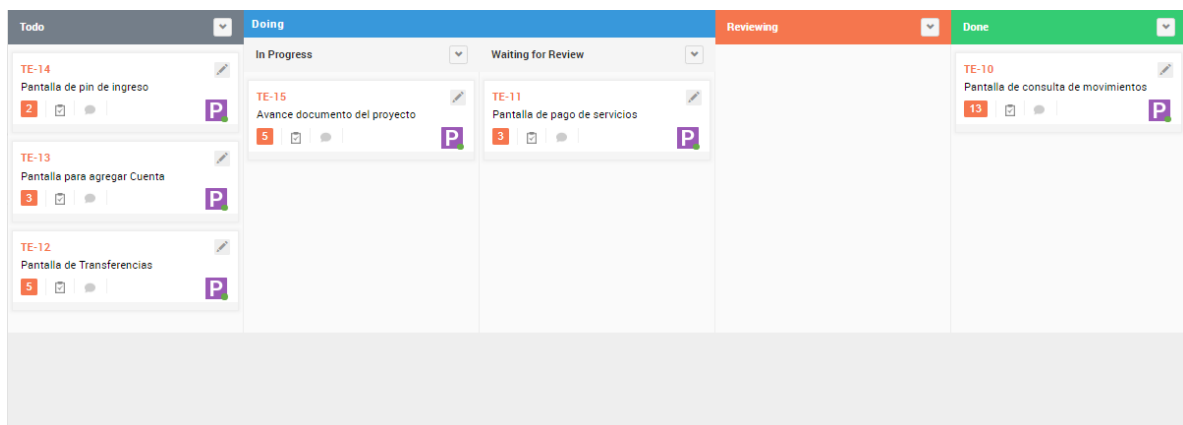 Todo
Doing
Reviewing
Done
In Progress
Waiting for Review
TE-14
Pantalla de pin de ingreso
2
P
TE-13
Pantalla para agregar Cuenta
3
P
TE-12
Pantalla de Transferencias
5
P
TE-15
Avance documento del proyecto
5
P
TE-11
Pantalla de pago de servicios
3
P
TE-10
Pantalla de consulta de movimientos
13
P